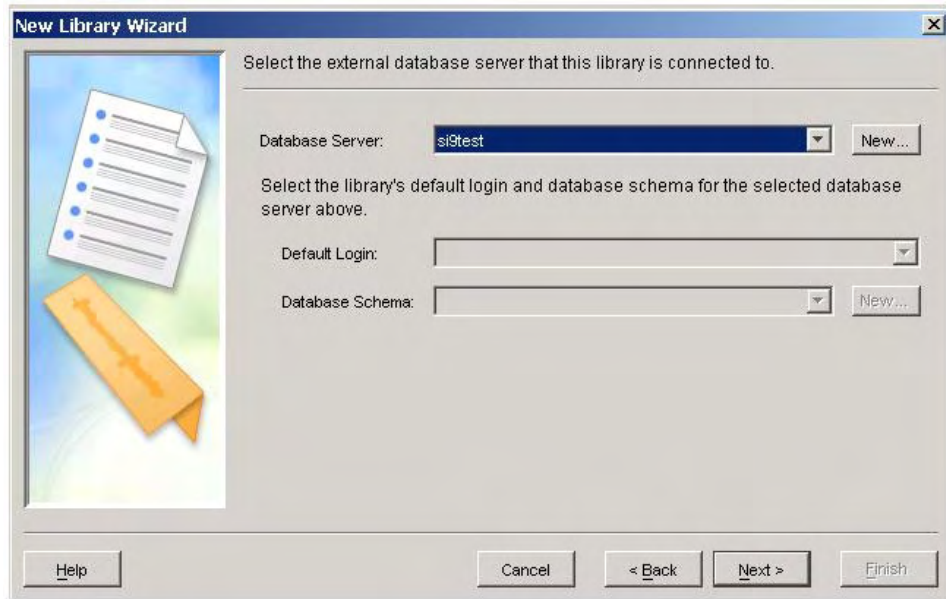 New Library Wizard
Select the external database server that this library is connected to.
Database Server: si9test New...
Select the library's default login and database schema for the selected database
server above.
Default Login:
Database Schema: New...
Help Cancel < Back Next > Finish